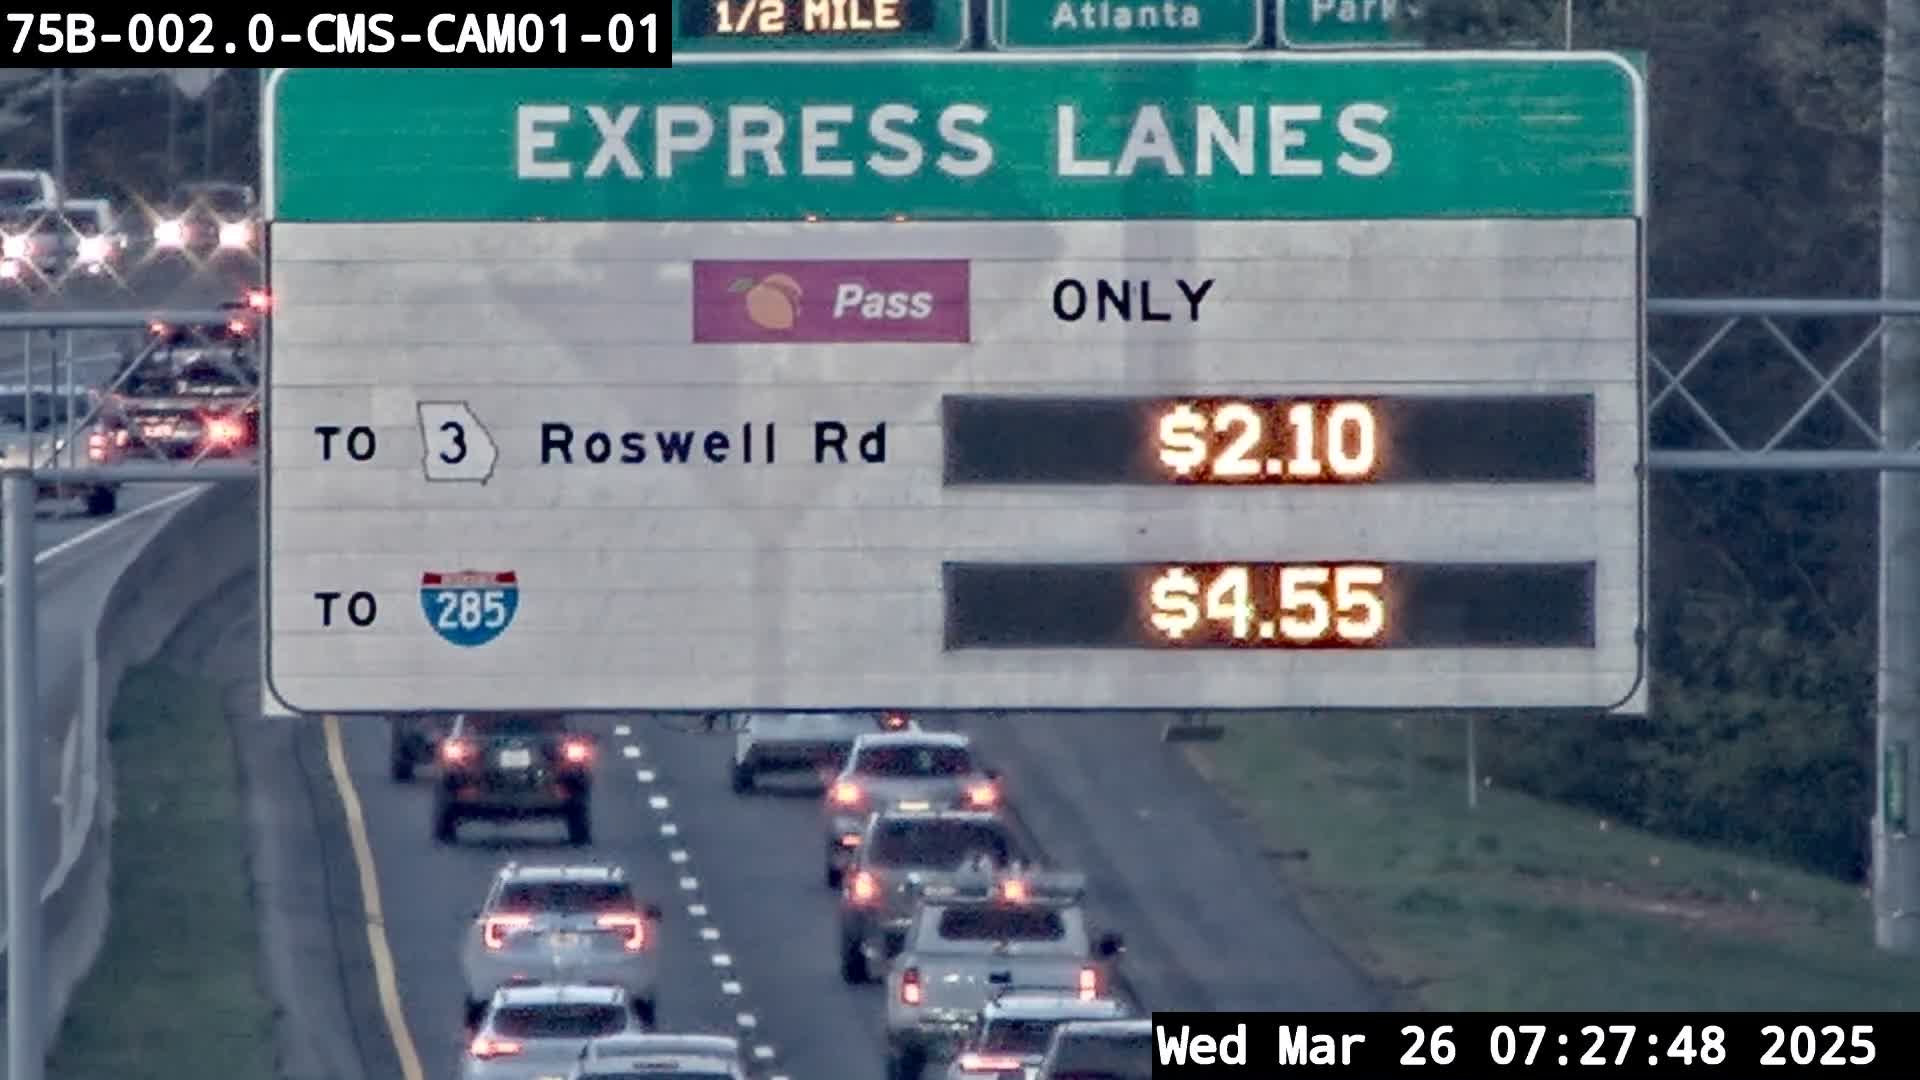 75B-002.0-CMS-CAM01-01
1/2 MILE
Atlanta
EXPRESS LANES
Pass ONLY
TO 3 Roswell Rd $2.10
TO 285 $4.55
Wed Mar 26 07:27:48 2025